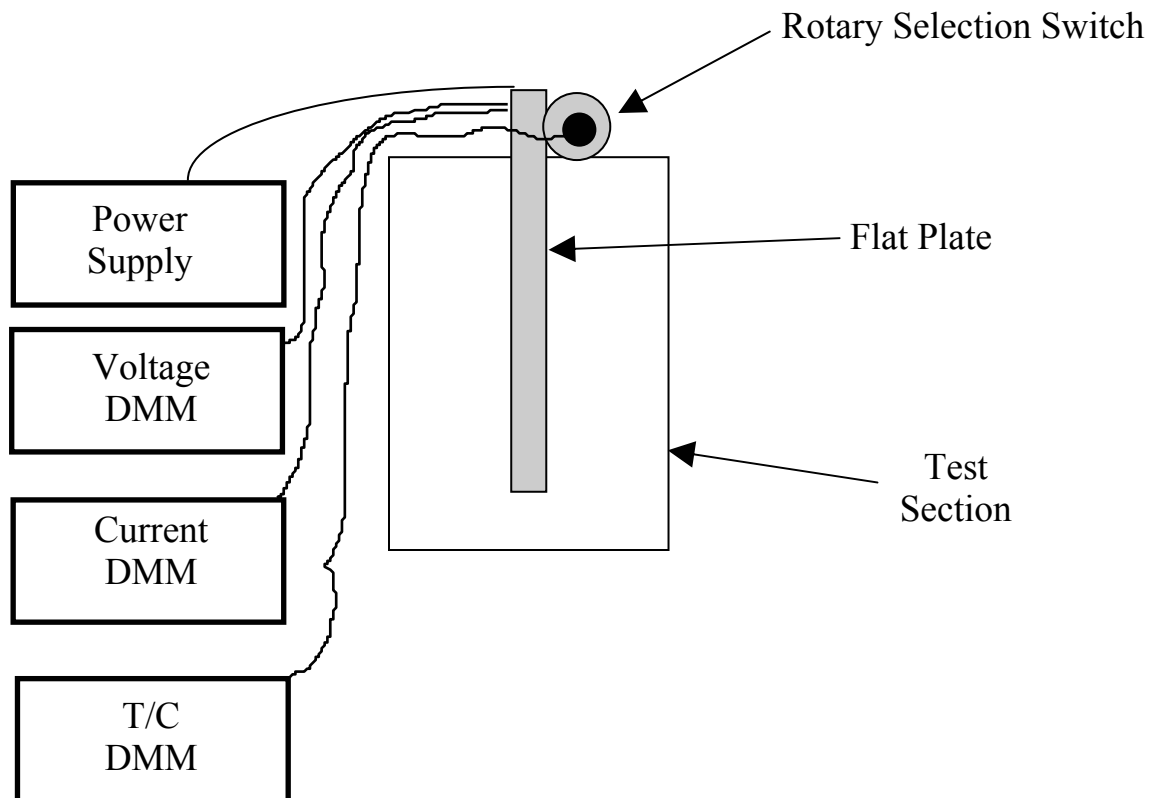 Rotary Selection Switch
Power
Supply
Flat Plate
Voltage
DMM
Test
Section
Current
DMM
T/C
DMM